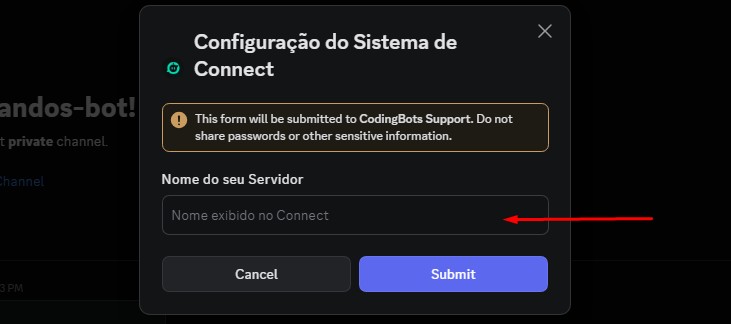 Configuração do Sistema de
Connect
andos-bot!
This form will be submitted to CodingBots Support. Do not
share passwords or other sensitive information.
t private channel.
Channel
Nome do seu Servidor
Nome exibido no Connect
Cancel
Submit
3 PM